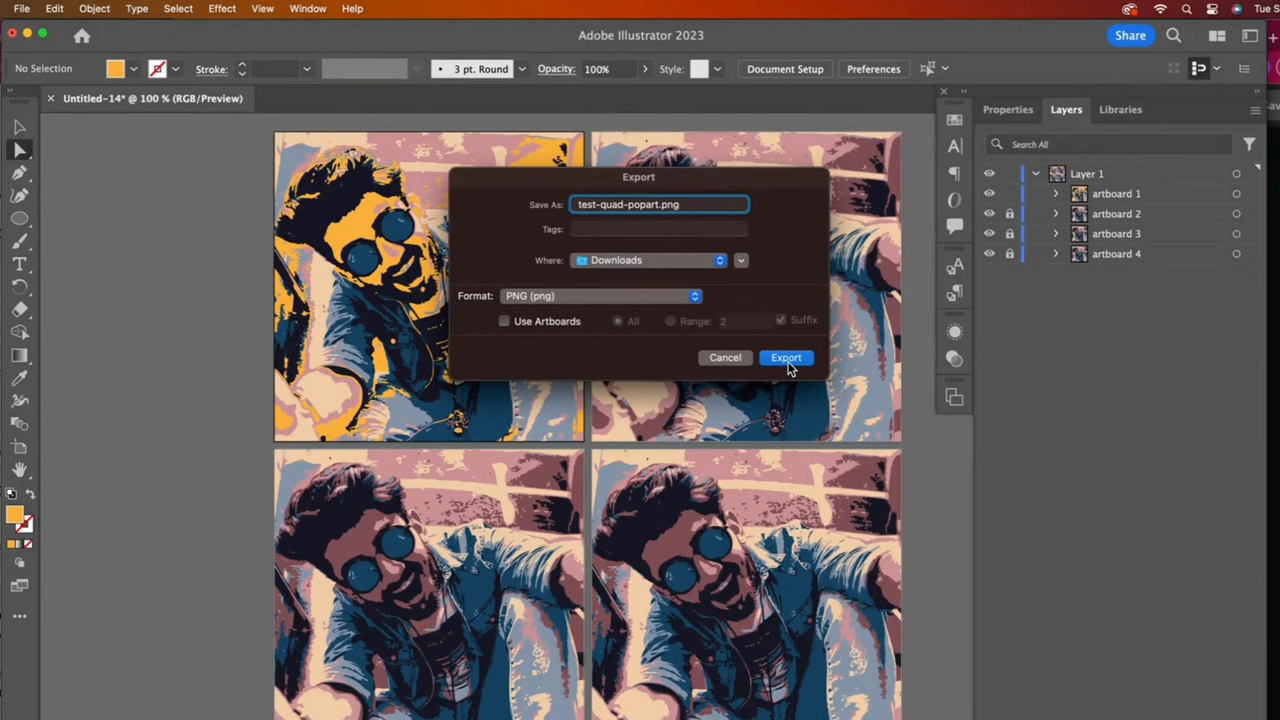 File Edit Object Type Select Effect View Window Help Tue S
Adobe Illustrator 2023 Share
No Selection Stroke: • 3 pt. Round Opacity: 100% Style: Document Setup Preferences
× Untitled-14* @ 100 % (RGB/Preview)
Properties Layers Libraries
Search All
Layer 1
artboard 1
artboard 2
artboard 3
artboard 4
Export
Save As: test-quad-popart.png
Tags:
Where: Downloads
Format: PNG (png)
Use Artboards All Range: 2 Suffix
Cancel Export